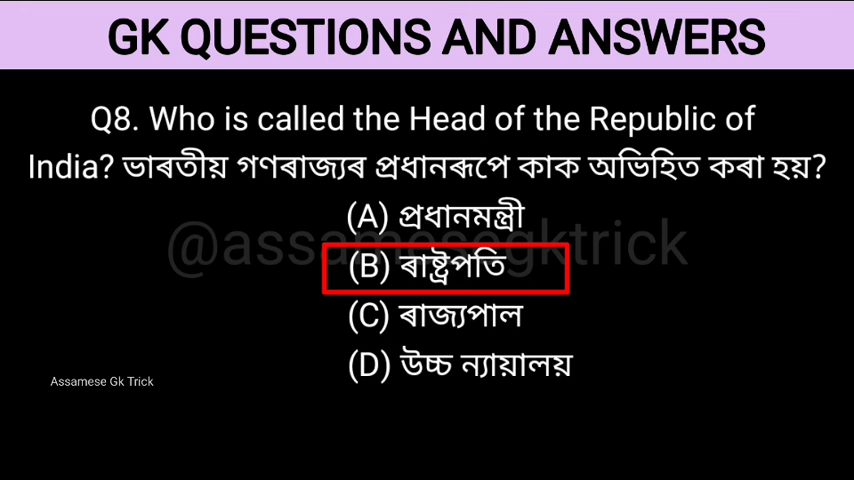 GK QUESTIONS AND ANSWERS
Q8. Who is called the Head of the Republic of
India? ভাৰতীয় গণৰাজ্যৰ প্ৰধানৰূপে কাক অভিহিত কৰা হয়?
(A) প্ৰধানমন্ত্ৰী
@assamesegktrick
(B) ৰাষ্ট্ৰপতি
(C) ৰাজ্যপাল
(D) উচ্চ ন্যায়ালয়
Assamese Gk Trick